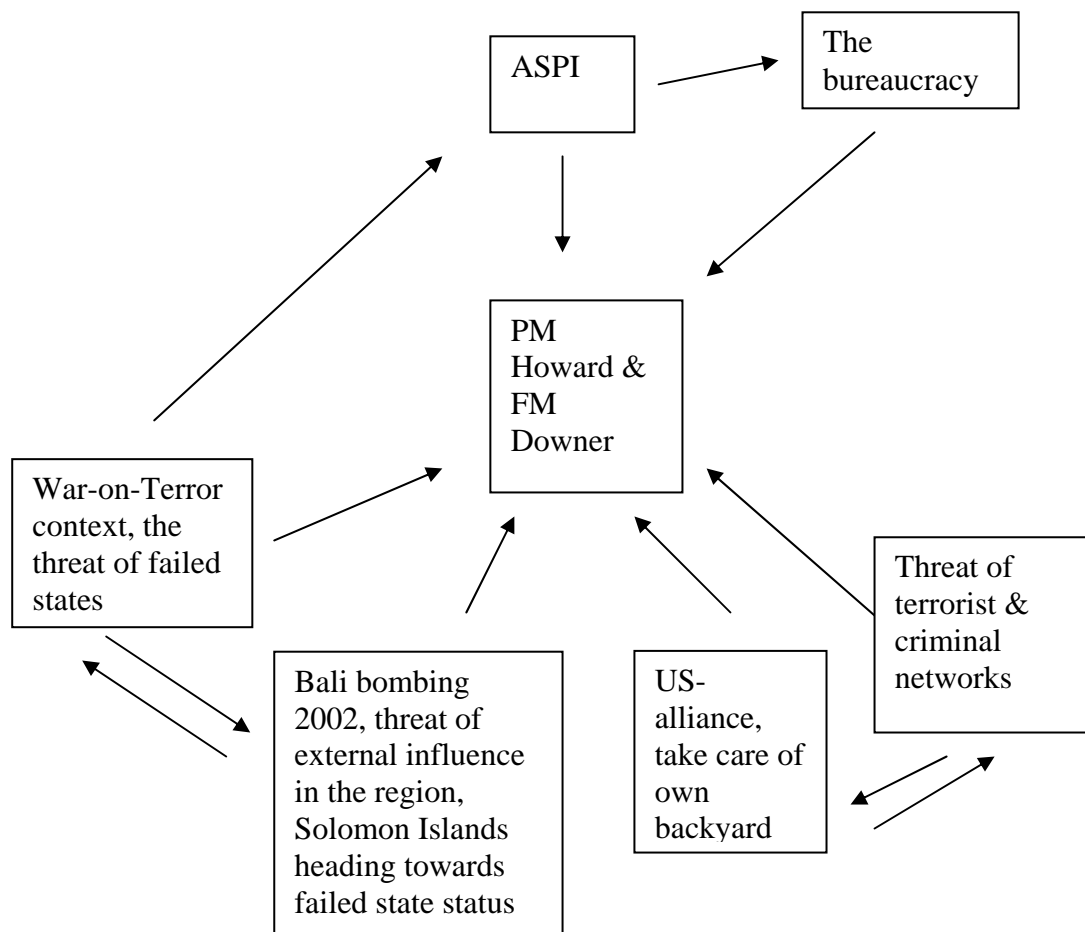 ASPI
The
bureaucracy
PM
Howard &
FM
Downer
War-on-Terror
context, the
threat of failed
states
Threat of
terrorist &
criminal
networks
Bali bombing
2002, threat of
external influence
in the region,
Solomon Islands
heading towards
failed state status
US-
alliance,
take care of
own
backyard